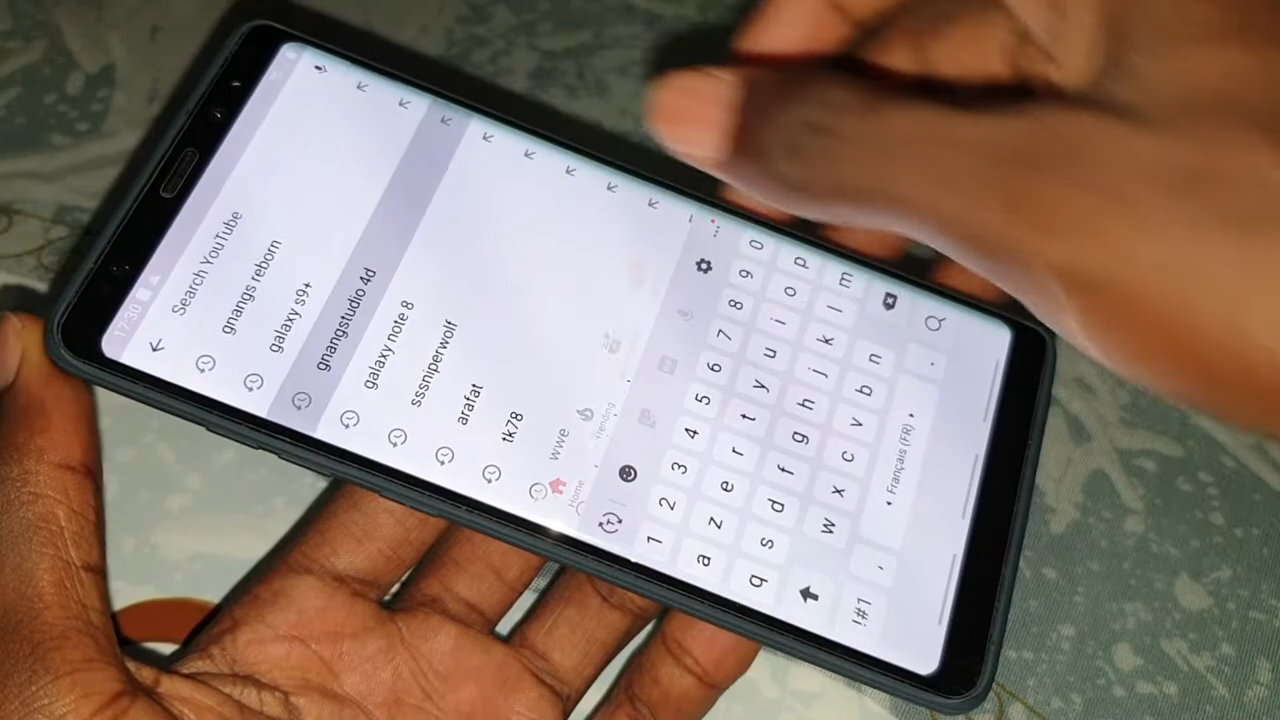 17:30
Search YouTube
gnangs reborn
galaxy s9+
gnangstudio 4d
galaxy note 8
sssniperwolf
arafat
tk78
wwe
Home
Trending
1 2 3 4 5 6 7 8 9 0
a z e r t y u i o p
q s d f g h j k l m
w x c v b n
!#1 , Français (FR) .